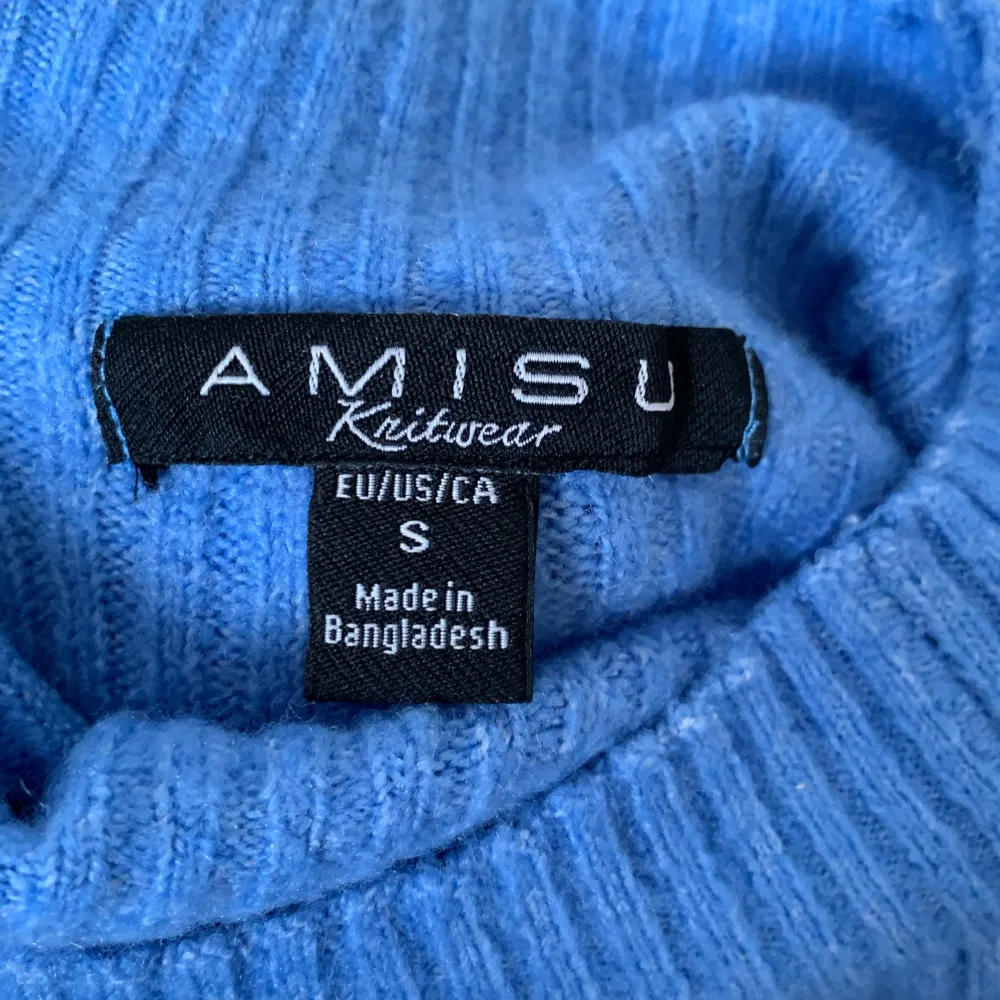 AMISU
Knitwear
EU/US/CA
S
Made in
Bangladesh